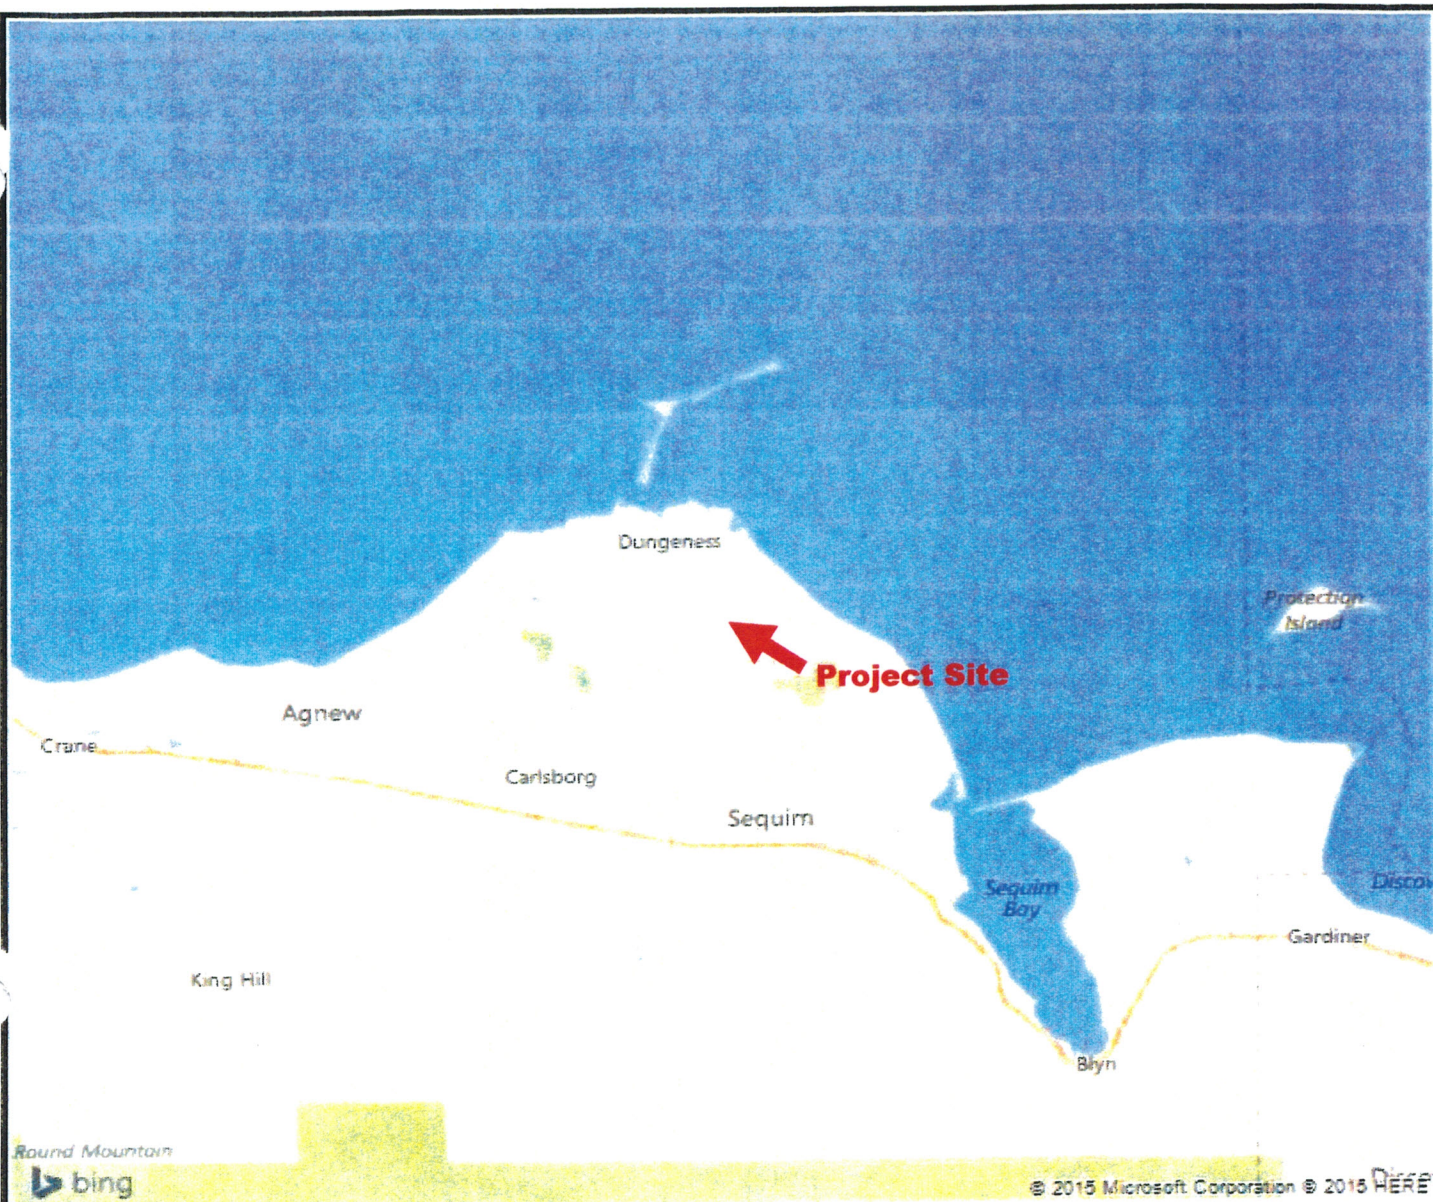 Dungeness
Protection
Island
Project Site
Agnew
Crane
Carlsborg
Sequim
Sequim
Bay
Gardiner
King Hill
Blyn
Round Mountain
bing
© 2015 Microsoft Corporation © 2015 HERE